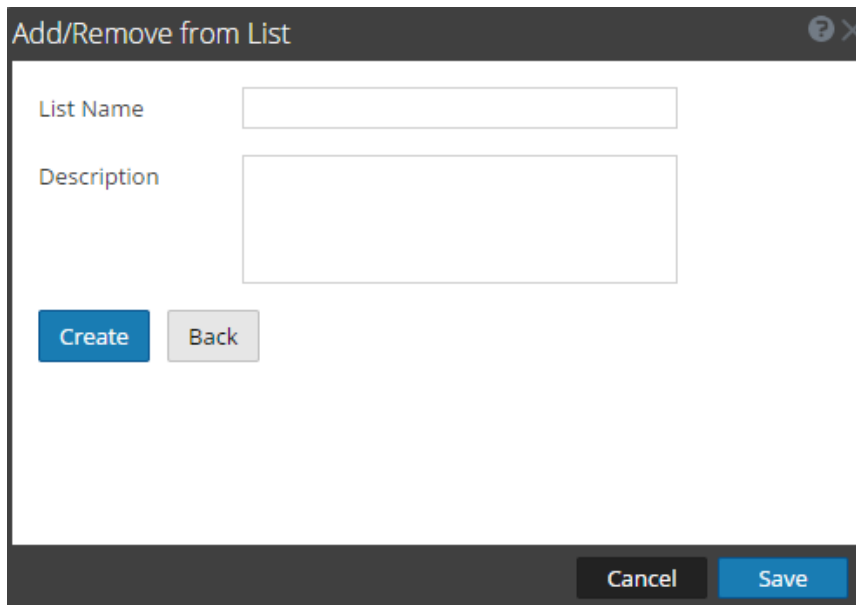 Add/Remove from List
List Name
Description
Create Back
Cancel Save